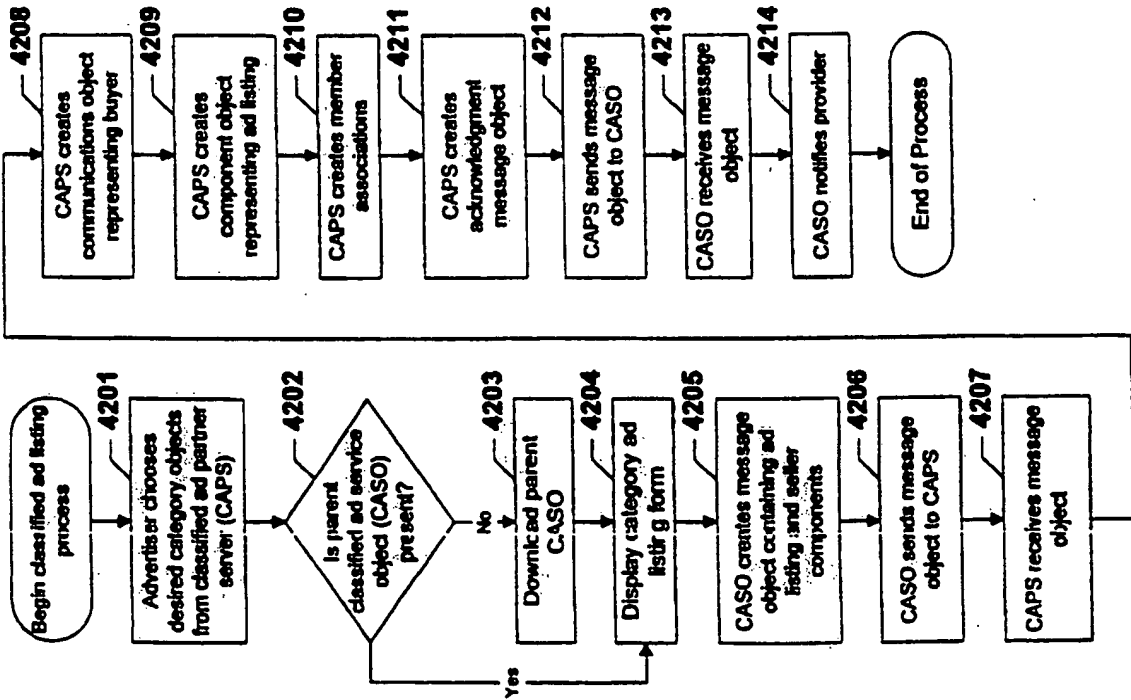 Begin classified ad listing
process
4201
Advertiser chooses
desired category objects
from classified ad partner
server (CAPS)
4202
Is parent
classified ad service
object (CASO)
present?
Yes
No
4203
Download parent
CASO
4204
Display category ad
listing form
4205
CASO creates message
object containing ad
listing and seller
components
4206
CASO sends message
object to CAPS
4207
CAPS receives message
object
4208
CAPS creates
communications object
representing buyer
4209
CAPS creates
component object
representing ad listing
4210
CAPS creates member
associations
4211
CAPS creates
acknowledgment
message object
4212
CAPS sends message
object to CASO
4213
CASO receives message
object
4214
CASO notifies provider
End of Process